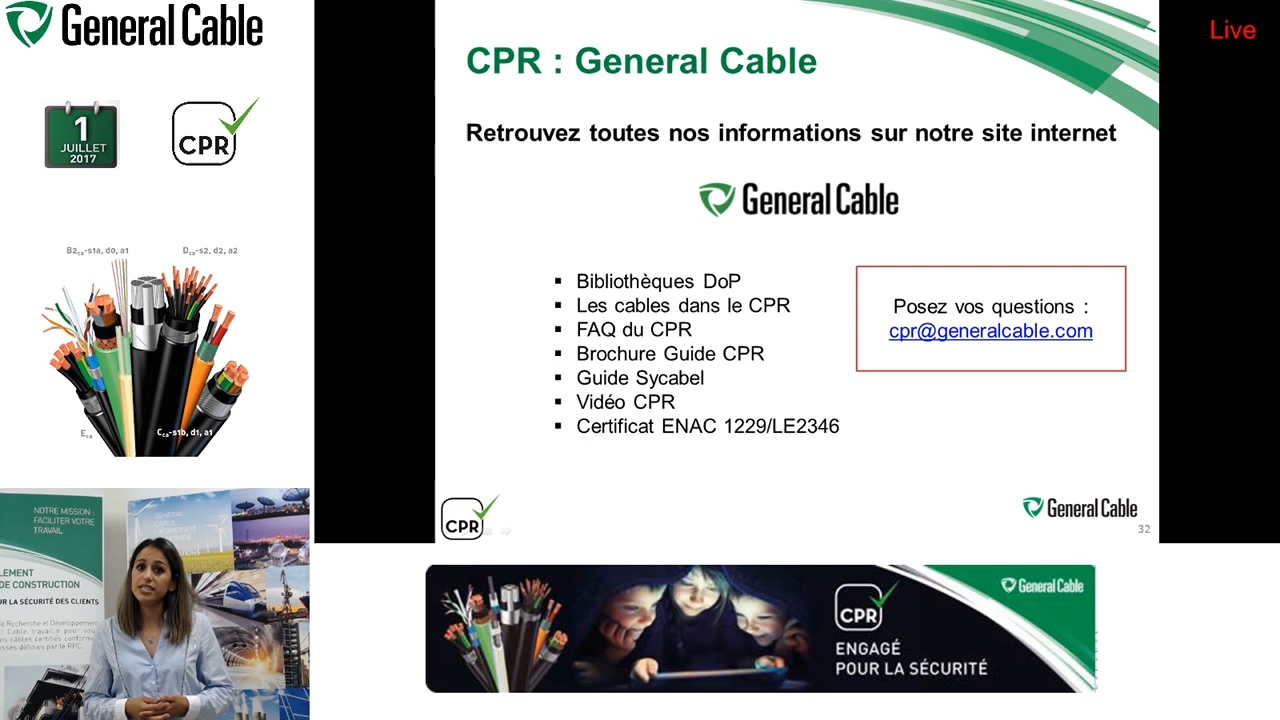 General Cable
1
JUILLET
2017
CPR
B2ca-s1a, d0, a1
Dca-s2, d2, a2
Eca
Cca-s1b, d1, a1
NOTRE MISSION :
FACILITER VOTRE
TRAVAIL
GENERAL
CABLE,
LEMENT
DE CONSTRUCTION
UR LA SÉCURITÉ DES CLIENTS
Live
CPR : General Cable
Retrouvez toutes nos informations sur notre site internet
General Cable
▪ Bibliothèques DoP
▪ Les cables dans le CPR
▪ FAQ du CPR
▪ Brochure Guide CPR
▪ Guide Sycabel
▪ Vidéo CPR
▪ Certificat ENAC 1229/LE2346
Posez vos questions :
cpr@generalcable.com
CPR
General Cable
32
General Cable
CPR
ENGAGÉ
POUR LA SÉCURITÉ